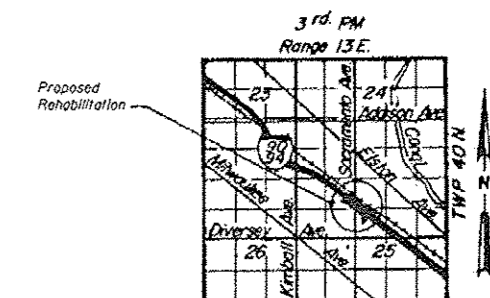 3rd. PM
Range 13 E.
Proposed
Rehabilitation
23
24
Addison Ave.
Sacramento Ave.
Canal
90
94
Elston Ave.
Milwaukee Ave.
Kimball Ave.
Diversey Ave.
26
25
TWP 40 N.
N